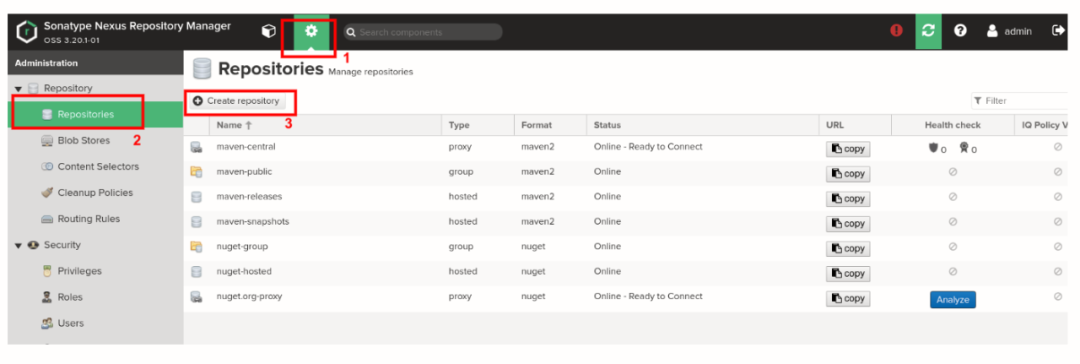 Sonatype Nexus Repository Manager
OSS 3.20.1-01
Search components
admin
1
Administration
Repositories Manage repositories
Repository
Repositories
Create repository
Filter
2
3
Name ↑ Type Format Status URL Health check IQ Policy V
Blob Stores
maven-central proxy maven2 Online - Ready to Connect copy 0 0
Content Selectors
maven-public group maven2 Online copy
Cleanup Policies
maven-releases hosted maven2 Online copy
Routing Rules
maven-snapshots hosted maven2 Online copy
Security
nuget-group group nuget Online copy
Privileges
nuget-hosted hosted nuget Online copy
Roles
nuget.org-proxy proxy nuget Online - Ready to Connect copy Analyze
Users